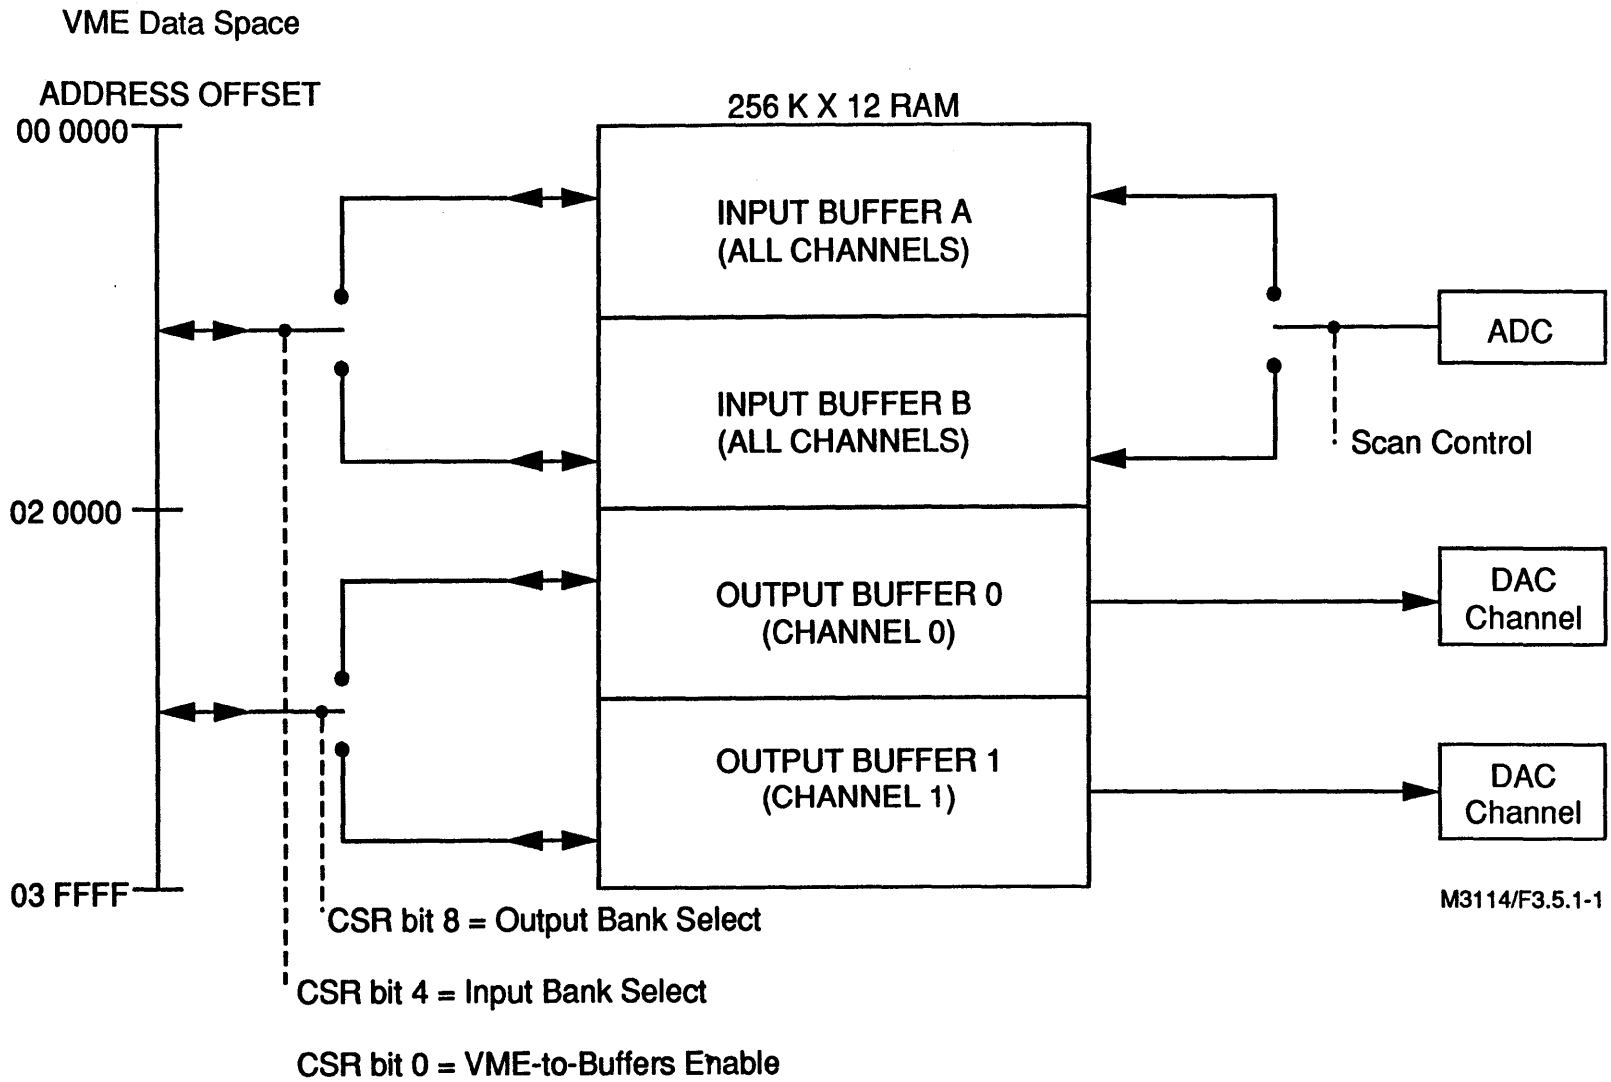 VME Data Space
ADDRESS OFFSET
00 0000
256 K X 12 RAM
INPUT BUFFER A
(ALL CHANNELS)
ADC
INPUT BUFFER B
(ALL CHANNELS)
Scan Control
02 0000
OUTPUT BUFFER 0
(CHANNEL 0)
DAC
Channel
OUTPUT BUFFER 1
(CHANNEL 1)
DAC
Channel
03 FFFF
M3114/F3.5.1-1
CSR bit 8 = Output Bank Select
CSR bit 4 = Input Bank Select
CSR bit 0 = VME-to-Buffers Enable